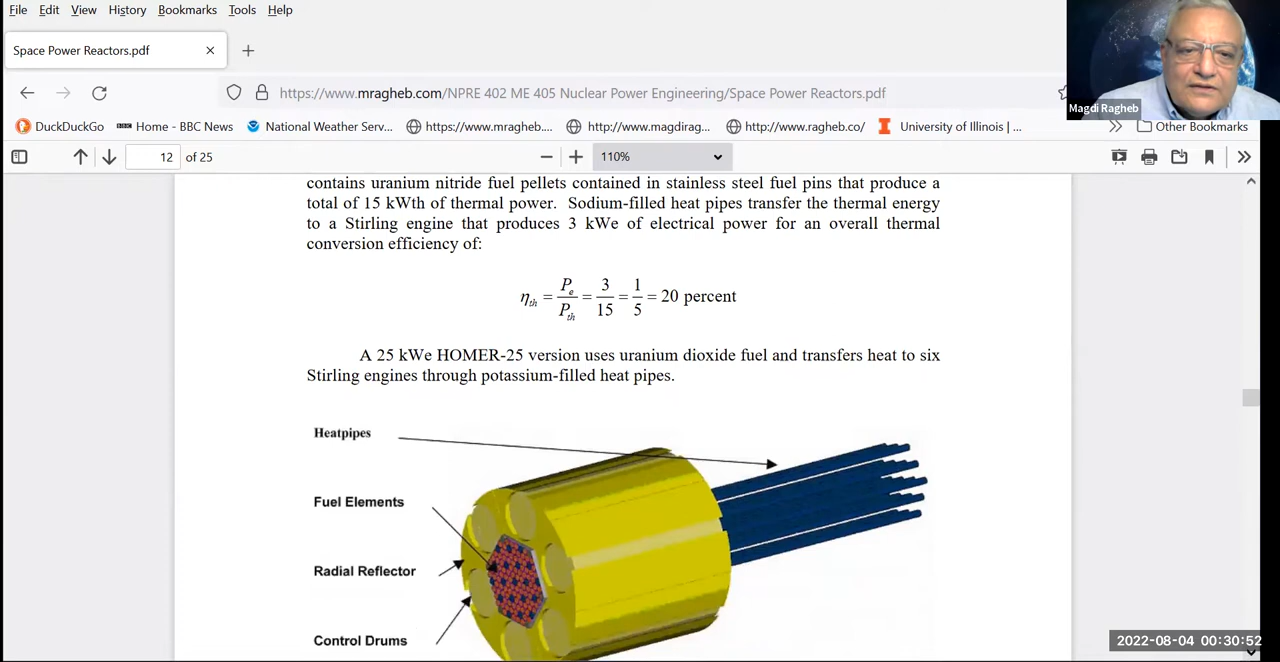 File Edit View History Bookmarks Tools Help
Space Power Reactors.pdf
https://www.mragheb.com/NPRE 402 ME 405 Nuclear Power Engineering/Space Power Reactors.pdf
Magdi Ragheb
DuckDuckGo BBC Home - BBC News National Weather Serv... https://www.mragheb.... http://www.magdirag... http://www.ragheb.co/ University of Illinois |... Other Bookmarks
12 of 25 110%
contains uranium nitride fuel pellets contained in stainless steel fuel pins that produce a
total of 15 kWth of thermal power. Sodium-filled heat pipes transfer the thermal energy
to a Stirling engine that produces 3 kWe of electrical power for an overall thermal
conversion efficiency of:
η_th = P_e / P_th = 3/15 = 1/5 = 20 percent
A 25 kWe HOMER-25 version uses uranium dioxide fuel and transfers heat to six
Stirling engines through potassium-filled heat pipes.
Heatpipes
Fuel Elements
Radial Reflector
Control Drums
2022-08-04 00:30:52